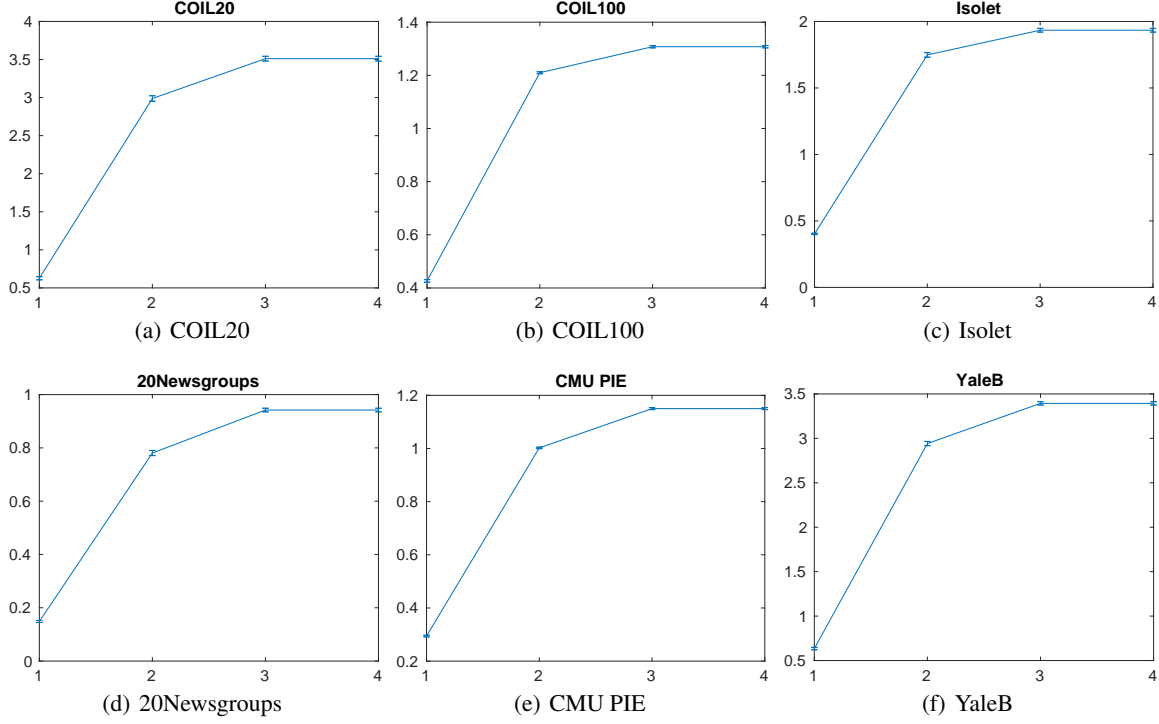 COIL20
4
3.5
3
2.5
2
1.5
1
0.5
1 2 3 4
(a) COIL20
COIL100
1.4
1.2
1
0.8
0.6
0.4
1 2 3 4
(b) COIL100
Isolet
2
1.5
1
0.5
0
1 2 3 4
(c) Isolet
20Newsgroups
1
0.8
0.6
0.4
0.2
0
1 2 3 4
(d) 20Newsgroups
CMU PIE
1.2
1
0.8
0.6
0.4
0.2
1 2 3 4
(e) CMU PIE
YaleB
3.5
3
2.5
2
1.5
1
0.5
1 2 3 4
(f) YaleB